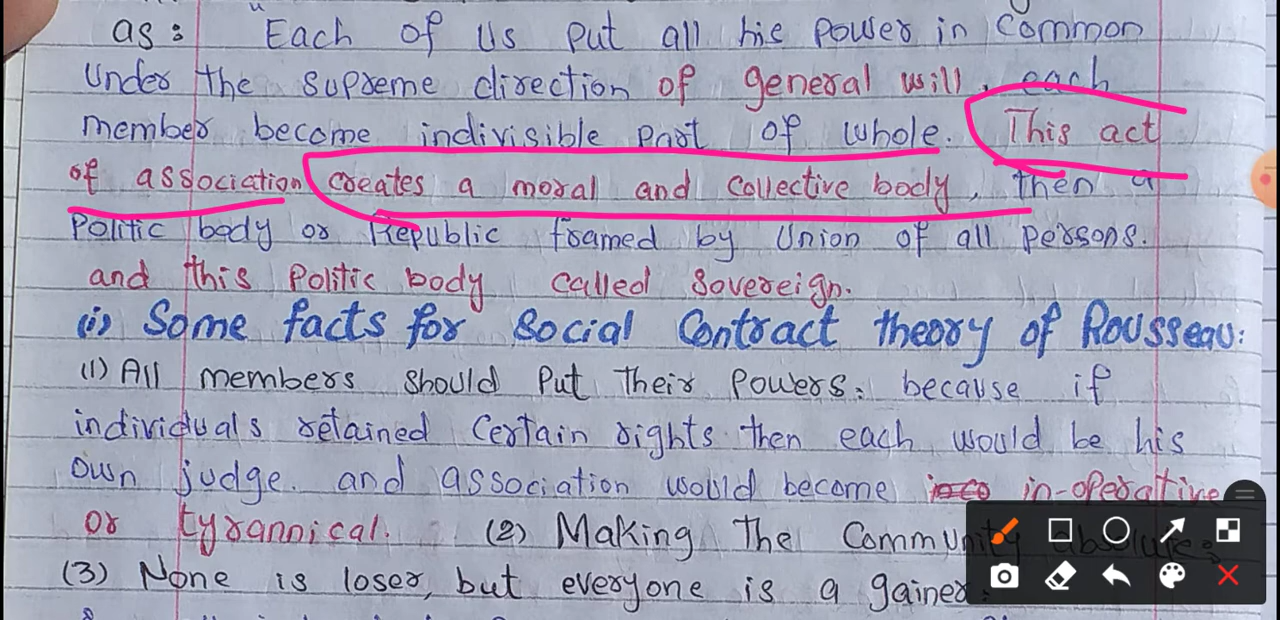 as: "Each of us put all his power in common
under the supreme direction of general will, each
member become indivisible part of whole. This act
of association creates a moral and collective body, then a
Politic body or Republic framed by Union of all persons.
and this Politic body called sovereign.
(i) Some facts for Social Contract theory of Rousseau:
(1) All members should put their powers: because if
individuals retained certain rights then each would be his
own judge. and association would become in-operative
or tyrannical. (2) Making The Community absolute:
(3) None is loser, but everyone is a gainer